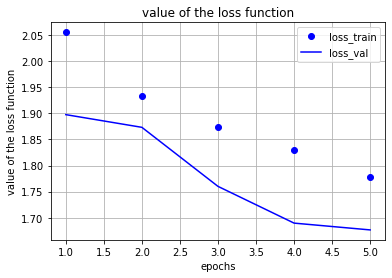 value of the loss function
loss_train
loss_val
value of the loss function
2.05
2.00
1.95
1.90
1.85
1.80
1.75
1.70
1.0 1.5 2.0 2.5 3.0 3.5 4.0 4.5 5.0
epochs